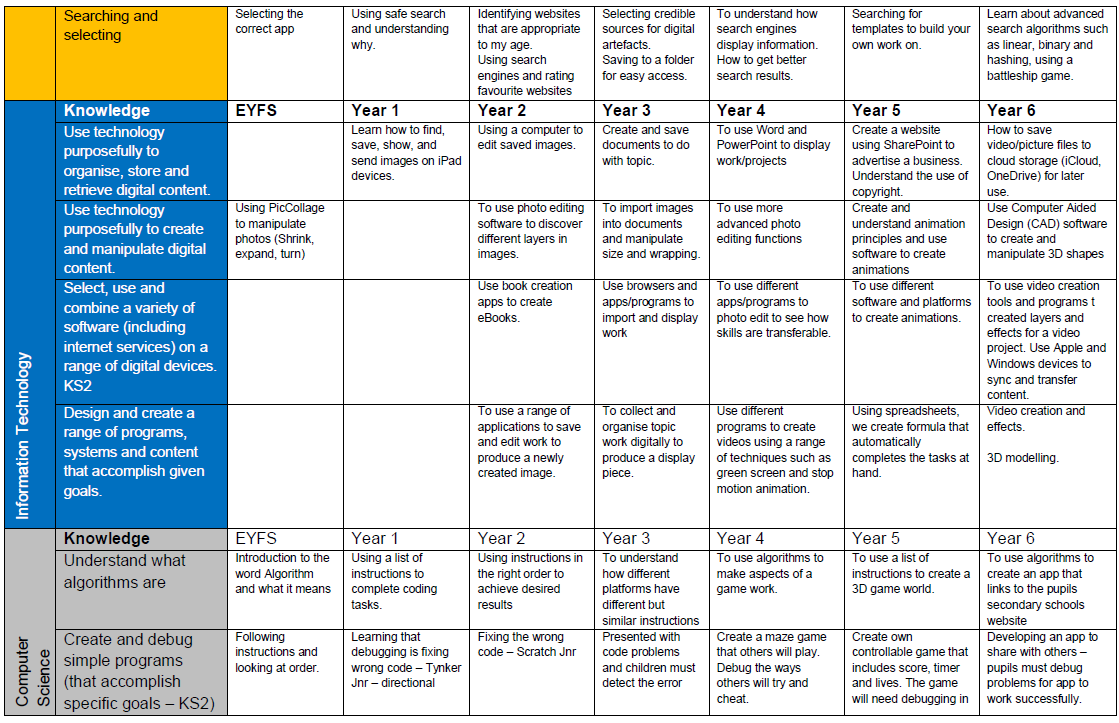 Searching and
selecting
Selecting the
correct app
Using safe search
and understanding
why.
Identifying websites
that are appropriate
to my age.
Using search
engines and rating
favourite websites
Selecting credible
sources for digital
artefacts.
Saving to a folder
for easy access.
To understand how
search engines
display information.
How to get better
search results.
Searching for
templates to build your
own work on.
Learn about advanced
search algorithms such
as linear, binary and
hashing, using a
battleship game.
Information Technology
Knowledge
EYFS
Year 1
Year 2
Year 3
Year 4
Year 5
Year 6
Use technology
purposefully to
organise, store and
retrieve digital content.
Learn how to find,
save, show, and
send images on iPad
devices.
Using a computer to
edit saved images.
Create and save
documents to do
with topic.
To use Word and
PowerPoint to display
work/projects
Create a website
using SharePoint to
advertise a business.
Understand the use of
copyright.
How to save
video/picture files to
cloud storage (iCloud,
OneDrive) for later
use.
Use technology
purposefully to create
and manipulate digital
content.
Using PicCollage
to manipulate
photos (Shrink,
expand, turn)
To use photo editing
software to discover
different layers in
images.
To import images
into documents
and manipulate
size and wrapping.
To use more
advanced photo
editing functions
Create and
understand animation
principles and use
software to create
animations
Use Computer Aided
Design (CAD) software
to create and
manipulate 3D shapes
Select, use and
combine a variety of
software (including
internet services) on a
range of digital devices.
KS2
Use book creation
apps to create
eBooks.
Use browsers and
apps/programs to
import and display
work
To use different
apps/programs to
photo edit to see how
skills are transferable.
To use different
software and platforms
to create animations.
To use video creation
tools and programs t
created layers and
effects for a video
project. Use Apple and
Windows devices to
sync and transfer
content.
Design and create a
range of programs,
systems and content
that accomplish given
goals.
To use a range of
applications to save
and edit work to
produce a newly
created image.
To collect and
organise topic
work digitally to
produce a display
piece.
Use different
programs to create
videos using a range
of techniques such as
green screen and stop
motion animation.
Using spreadsheets,
we create formula that
automatically
completes the tasks at
hand.
Video creation and
effects.
3D modelling.
Computer
Science
Knowledge
EYFS
Year 1
Year 2
Year 3
Year 4
Year 5
Year 6
Understand what
algorithms are
Introduction to the
word Algorithm
and what it means
Using a list of
instructions to
complete coding
tasks.
Using instructions in
the right order to
achieve desired
results
To understand
how different
platforms have
different but
similar instructions
To use algorithms to
make aspects of a
game work.
To use a list of
instructions to create a
3D game world.
To use algorithms to
create an app that
links to the pupils
secondary schools
website
Create and debug
simple programs
(that accomplish
specific goals – KS2)
Following
instructions and
looking at order.
Learning that
debugging is fixing
wrong code – Tynker
Jnr – directional
Fixing the wrong
code – Scratch Jnr
Presented with
code problems
and children must
detect the error
Create a maze game
that others will play.
Debug the ways
others will try and
cheat.
Create own
controllable game that
includes score, timer
and lives. The game
will need debugging in
Developing an app to
share with others –
pupils must debug
problems for app to
work successfully.